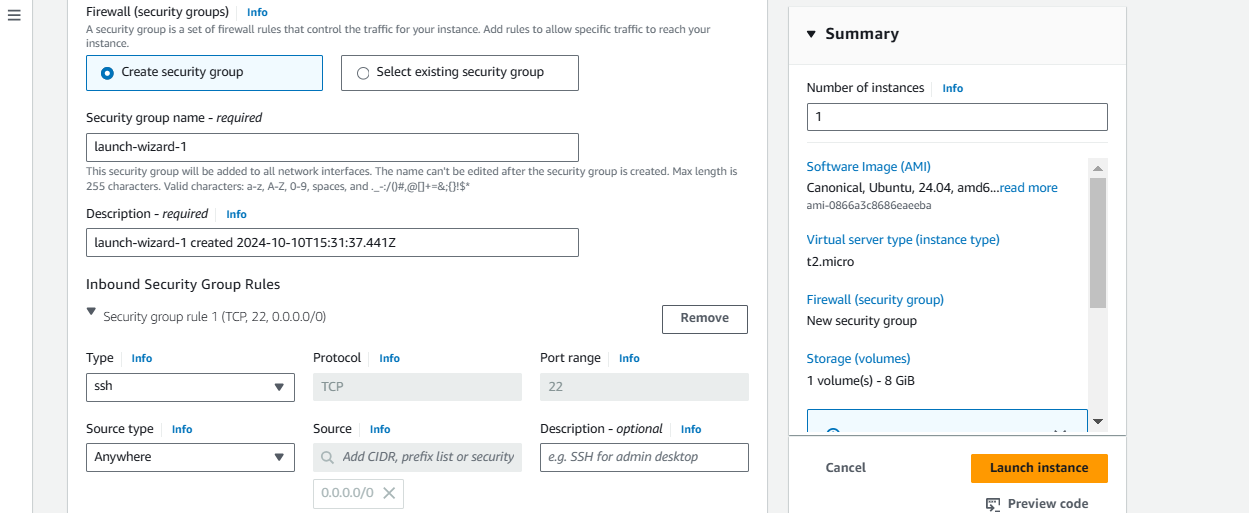 Firewall (security groups) Info
A security group is a set of firewall rules that control the traffic for your instance. Add rules to allow specific traffic to reach your
instance.
Create security group
Select existing security group
Security group name - required
launch-wizard-1
This security group will be added to all network interfaces. The name can't be edited after the security group is created. Max length is
255 characters. Valid characters: a-z, A-Z, 0-9, spaces, and ._-:/()#,@[]+=&;{}!$*
Description - required Info
launch-wizard-1 created 2024-10-10T15:31:37.441Z
Inbound Security Group Rules
Security group rule 1 (TCP, 22, 0.0.0.0/0)
Remove
Type Info
Protocol Info
Port range Info
ssh
TCP
22
Source type Info
Source Info
Description - optional Info
Anywhere
Add CIDR, prefix list or security
e.g. SSH for admin desktop
0.0.0.0/0
Summary
Number of instances Info
1
Software Image (AMI)
Canonical, Ubuntu, 24.04, amd6...read more
ami-0866a3c8686eaeeba
Virtual server type (instance type)
t2.micro
Firewall (security group)
New security group
Storage (volumes)
1 volume(s) - 8 GiB
Cancel
Launch instance
Preview code